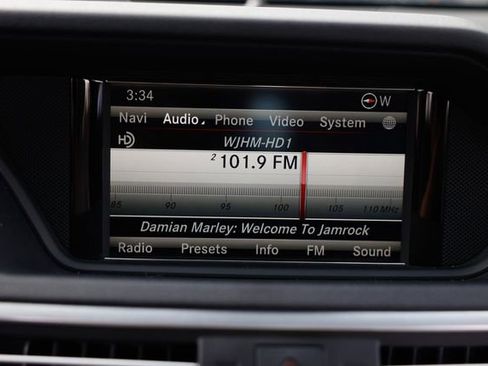 3:34 W
Navi Audio Phone Video System
HD WJHM-HD1
2 101.9 FM
85 90 95 100 105 110 MHz
Damian Marley: Welcome To Jamrock
Radio Presets Info FM Sound